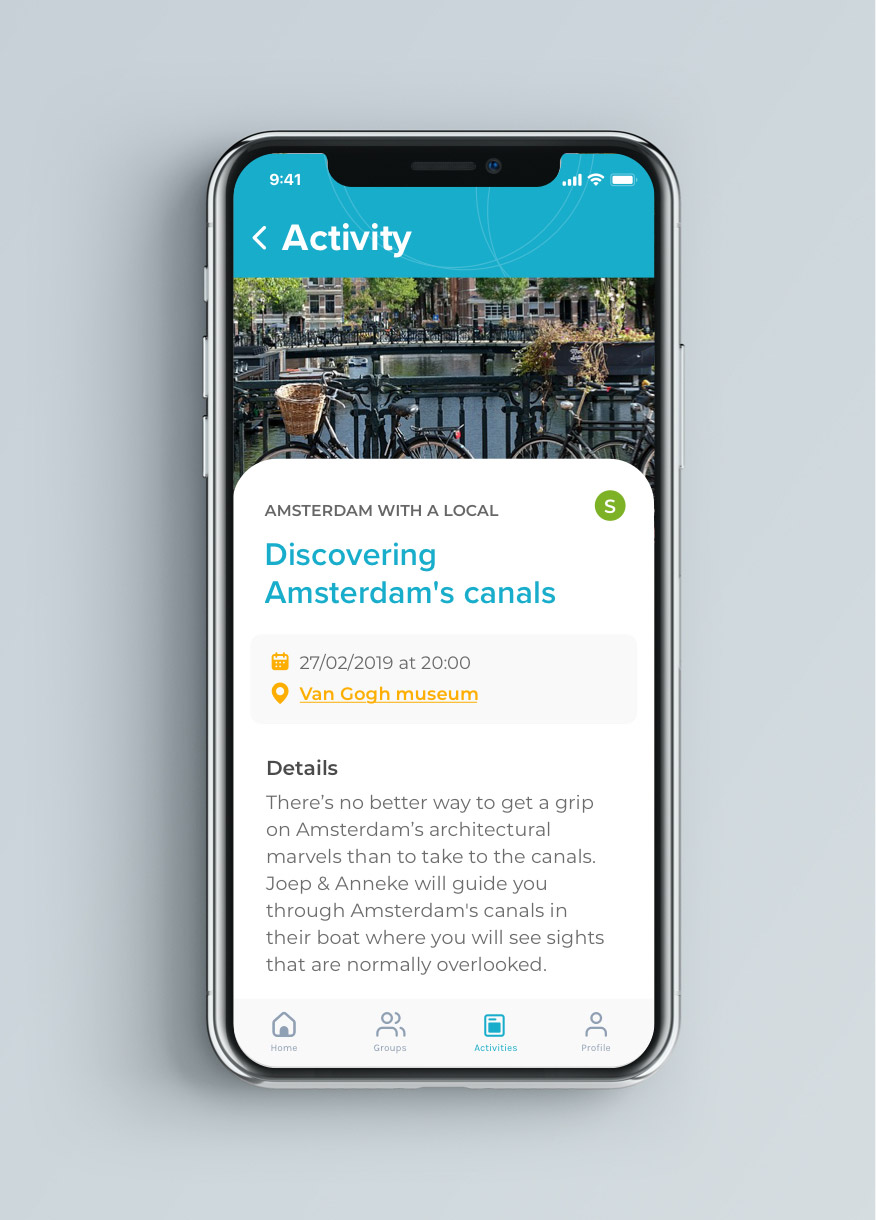 9:41
Activity
AMSTERDAM WITH A LOCAL
S
Discovering
Amsterdam's canals
27/02/2019 at 20:00
Van Gogh museum
Details
There’s no better way to get a grip
on Amsterdam’s architectural
marvels than to take to the canals.
Joep & Anneke will guide you
through Amsterdam's canals in
their boat where you will see sights
that are normally overlooked.
Home
Groups
Activities
Profile